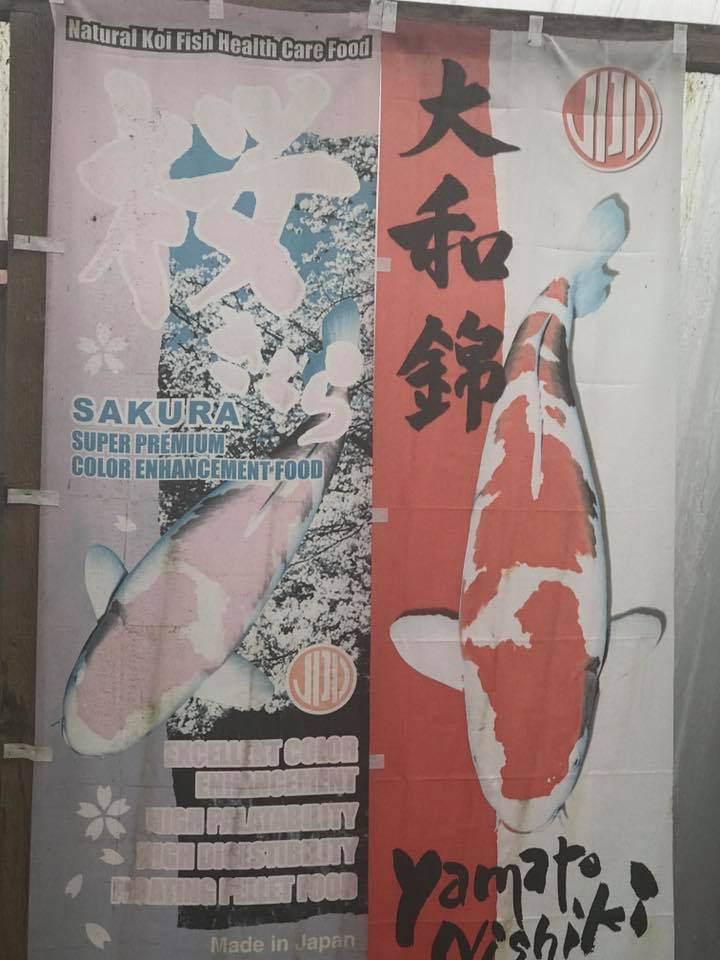 Natural Koi Fish Health Care Food
桜
SAKURA
SUPER PREMIUM
COLOR ENHANCEMENT FOOD
EXCELLENT COLOR
ENHANCEMENT
HIGH PALATABILITY
HIGH DIGESTIBILITY
FLOATING PELLET FOOD
Made in Japan
大和錦
Yamato
Nishiki